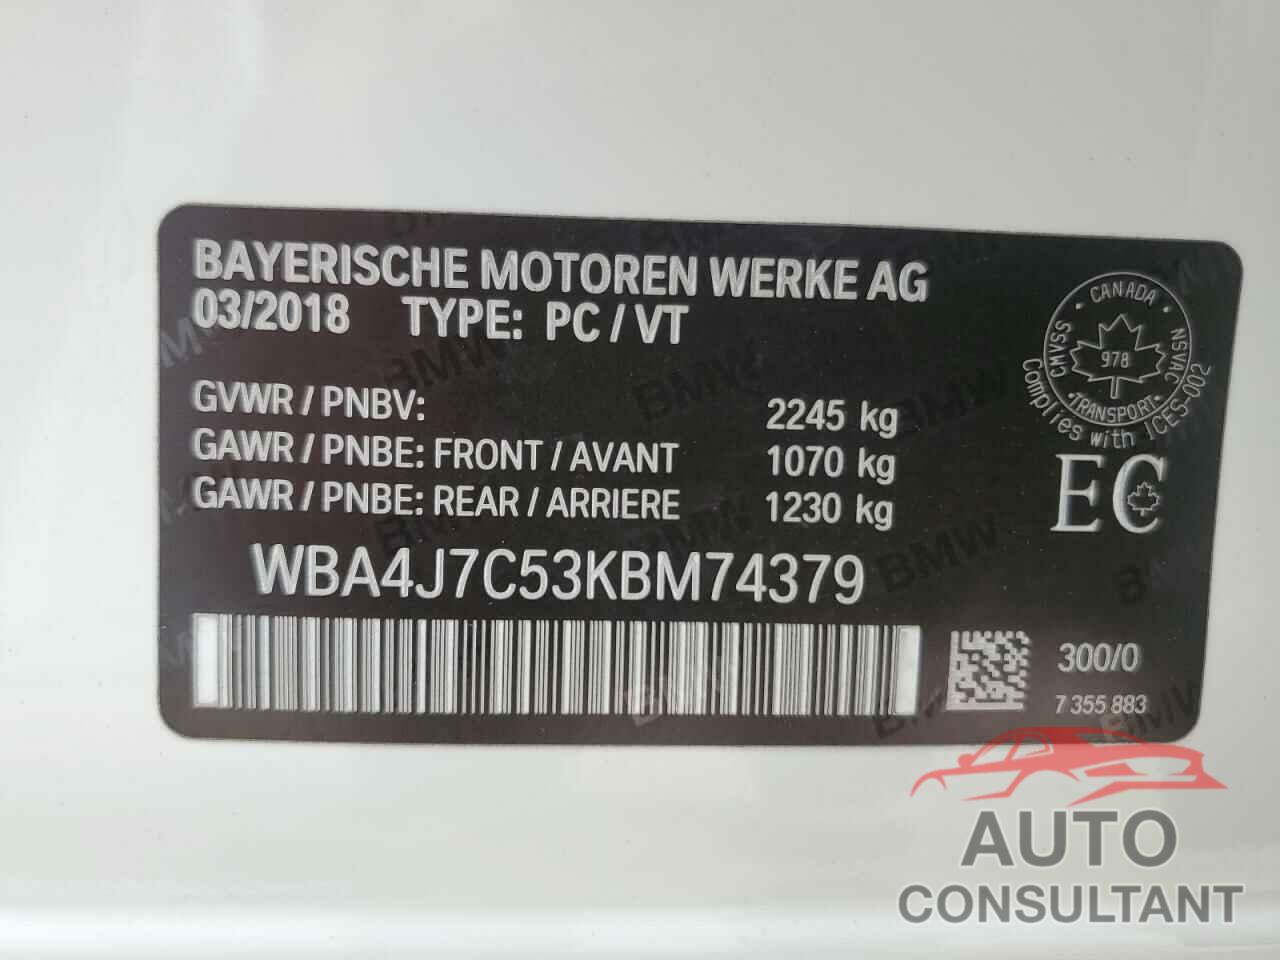 BAYERISCHE MOTOREN WERKE AG
03/2018 TYPE: PC / VT
GVWR / PNBV: 2245 kg
GAWR / PNBE: FRONT / AVANT 1070 kg
GAWR / PNBE: REAR / ARRIERE 1230 kg
WBA4J7C53KBM74379
CANADA
CMVSS
978
NSVAC
TRANSPORT
Complies with ICES-002
EC
300/0
7 355 883
BMW
AUTO
CONSULTANT